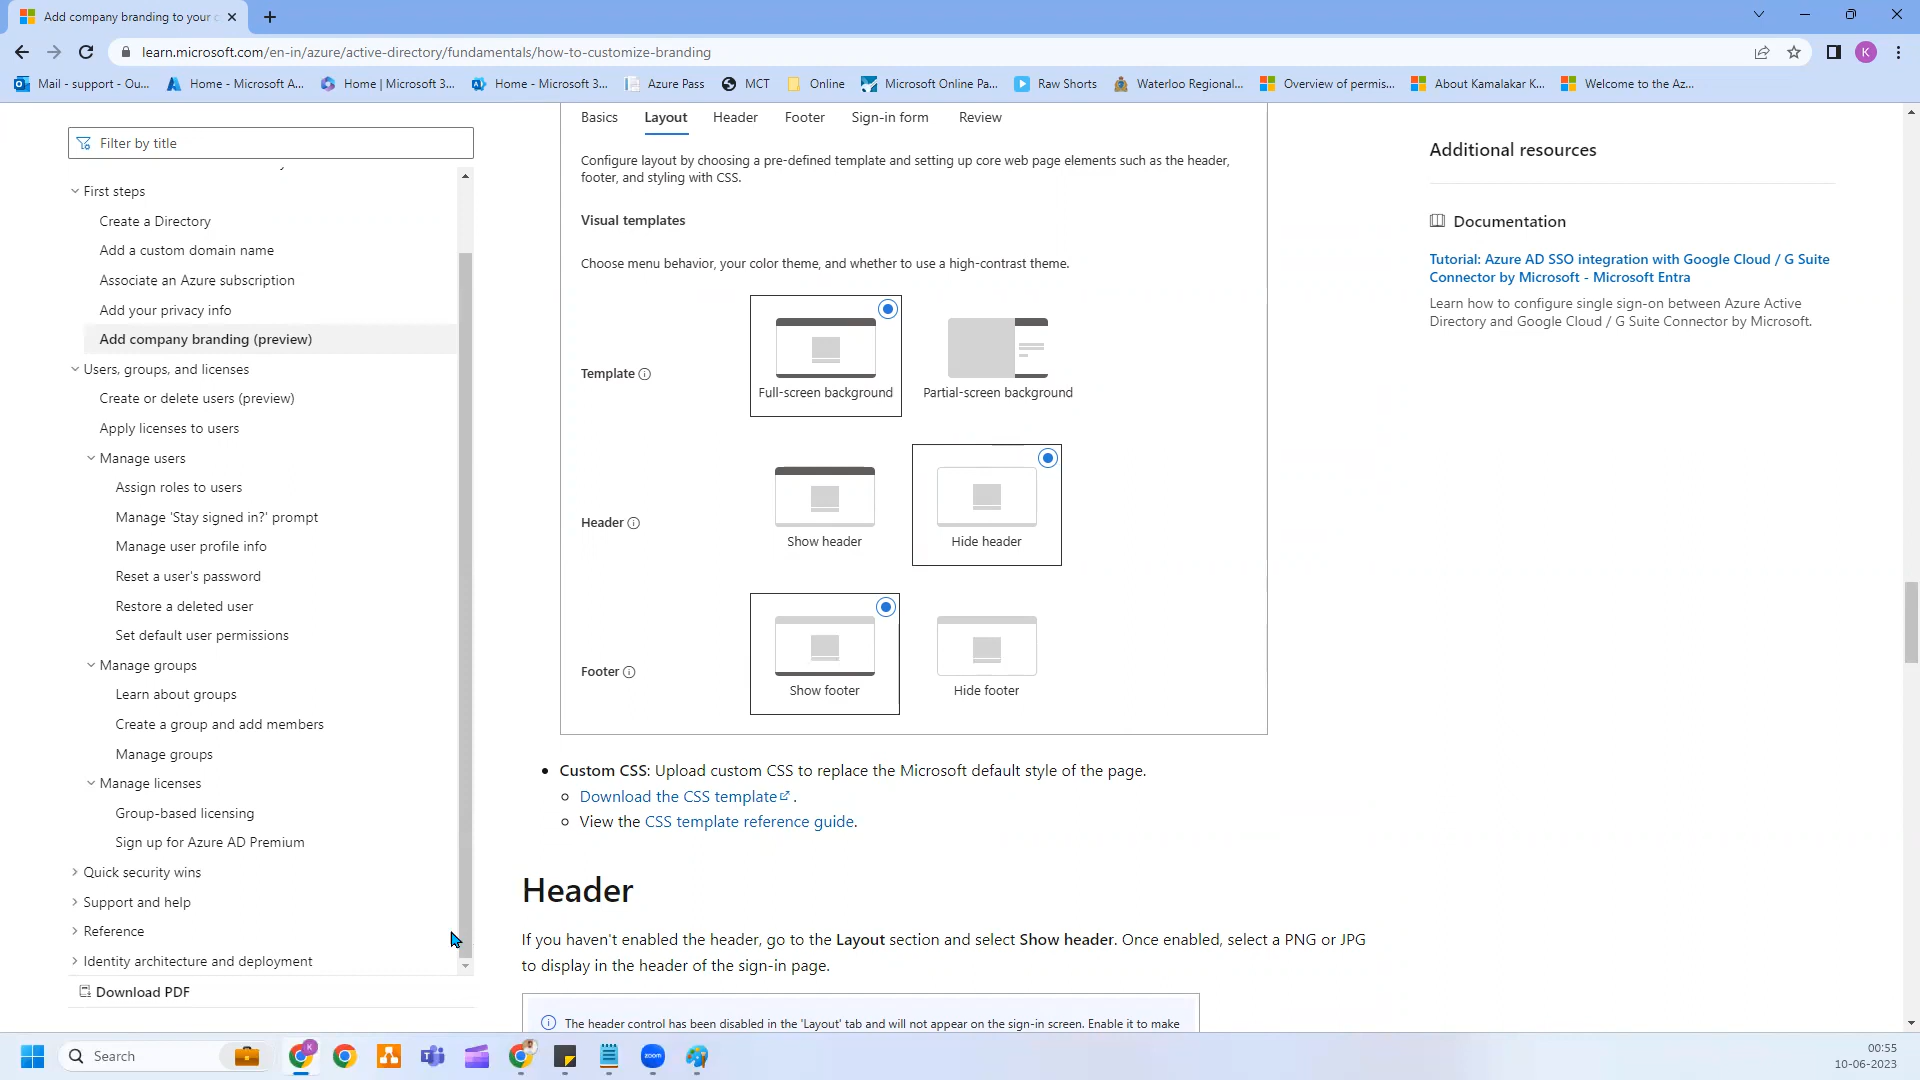 Add company branding to your
learn.microsoft.com/en-in/azure/active-directory/fundamentals/how-to-customize-branding
K
Mail - support - Ou...
Home - Microsoft A...
Home | Microsoft 3...
Home - Microsoft 3...
Azure Pass
MCT
Online
Microsoft Online Pa...
Raw Shorts
Waterloo Regional...
Overview of permis...
About Kamalakar K...
Welcome to the Az...
Filter by title
First steps
Create a Directory
Add a custom domain name
Associate an Azure subscription
Add your privacy info
Add company branding (preview)
Users, groups, and licenses
Create or delete users (preview)
Apply licenses to users
Manage users
Assign roles to users
Manage 'Stay signed in?' prompt
Manage user profile info
Reset a user's password
Restore a deleted user
Set default user permissions
Manage groups
Learn about groups
Create a group and add members
Manage groups
Manage licenses
Group-based licensing
Sign up for Azure AD Premium
Quick security wins
Support and help
Reference
Identity architecture and deployment
Download PDF
Basics Layout Header Footer Sign-in form Review
Configure layout by choosing a pre-defined template and setting up core web page elements such as the header,
footer, and styling with CSS.
Visual templates
Choose menu behavior, your color theme, and whether to use a high-contrast theme.
Template
Full-screen background
Partial-screen background
Header
Show header
Hide header
Footer
Show footer
Hide footer
• Custom CSS: Upload custom CSS to replace the Microsoft default style of the page.
Download the CSS template .
View the CSS template reference guide.
Header
If you haven't enabled the header, go to the Layout section and select Show header. Once enabled, select a PNG or JPG
to display in the header of the sign-in page.
The header control has been disabled in the 'Layout' tab and will not appear on the sign-in screen. Enable it to make
Additional resources
Documentation
Tutorial: Azure AD SSO integration with Google Cloud / G Suite
Connector by Microsoft - Microsoft Entra
Learn how to configure single sign-on between Azure Active
Directory and Google Cloud / G Suite Connector by Microsoft.
Search
K
zoom
00:55
10-06-2023